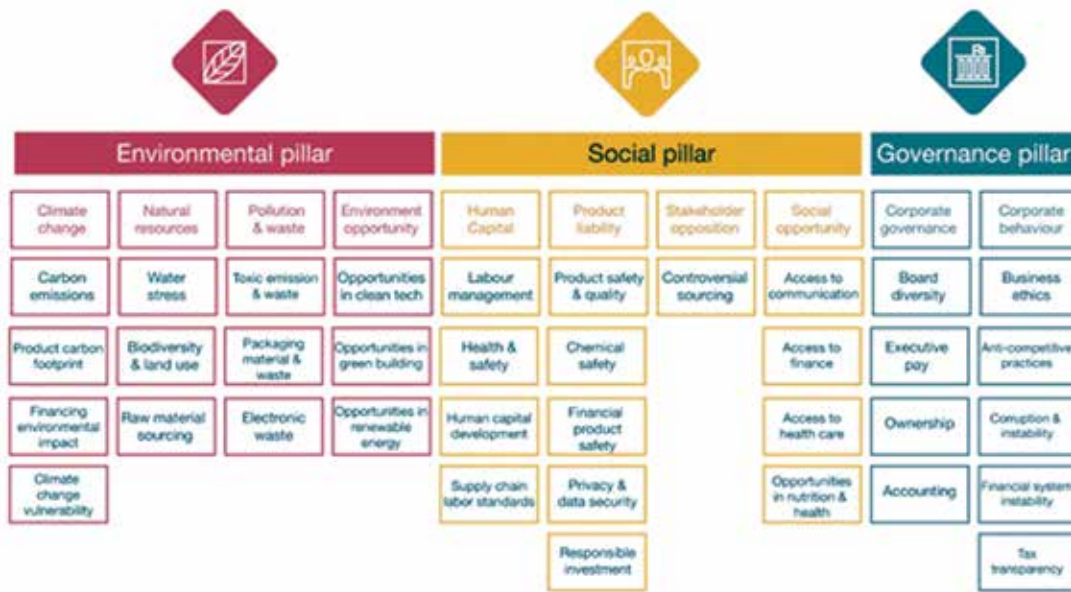 Environmental pillar
Social pillar
Governance pillar
Climate
change
Natural
resources
Pollution
& waste
Environment
opportunity
Human
Capital
Product
liability
Stakeholder
opposition
Social
opportunity
Corporate
governance
Corporate
behaviour
Carbon
emissions
Water
stress
Toxic emission
& waste
Opportunities
in clean tech
Labour
management
Product safety
& quality
Controversial
sourcing
Access to
communication
Board
diversity
Business
ethics
Product carbon
footprint
Biodiversity
& land use
Packaging
material &
waste
Opportunities in
green building
Health &
safety
Chemical
safety
Access to
finance
Executive
pay
Anti-competitive
practices
Financing
environmental
impact
Raw material
sourcing
Electronic
waste
Opportunities in
renewable
energy
Human capital
development
Financial
product
safety
Access to
health care
Ownership
Corruption &
instability
Climate
change
vulnerability
Supply chain
labor standards
Privacy &
data security
Opportunities
in nutrition &
health
Accounting
Financial system
instability
Responsible
investment
Tax
transparency